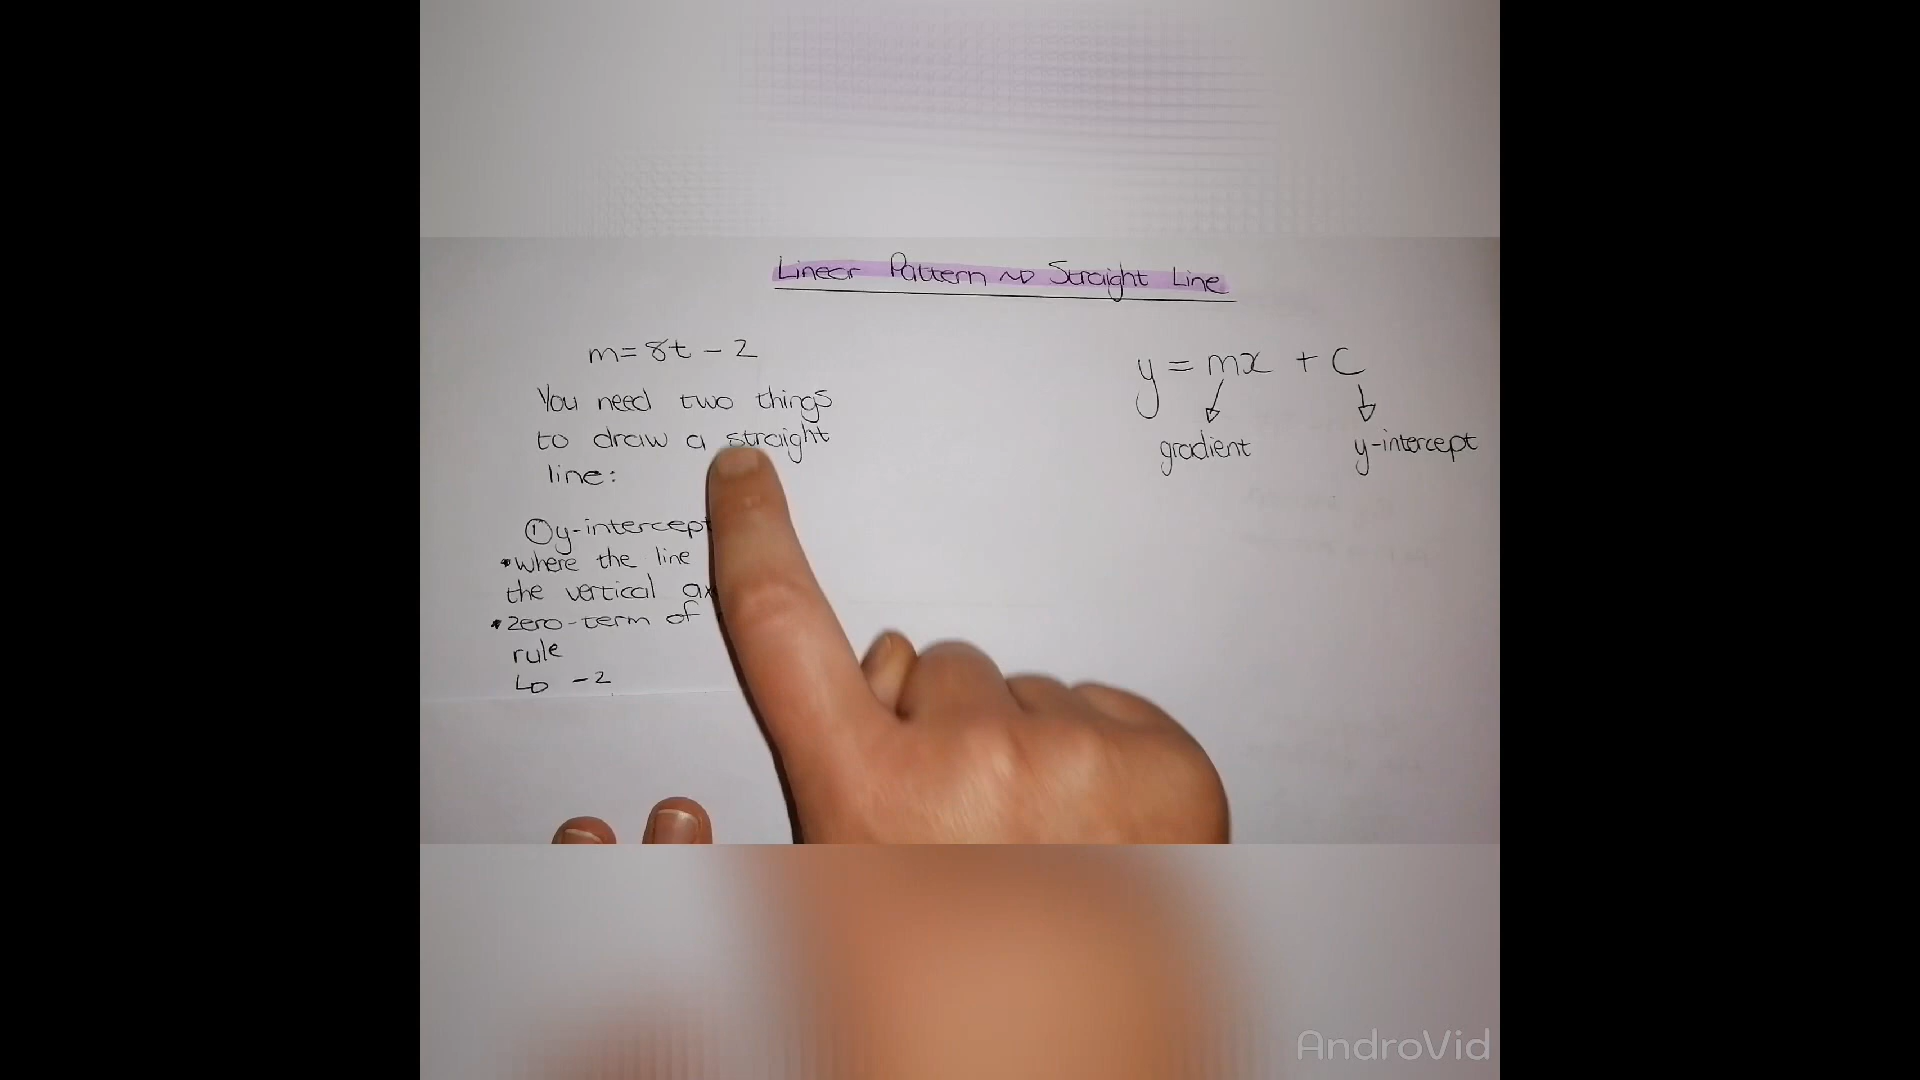 Linear Pattern → Straight Line
m = 8t - 2
You need two things
to draw a straight
line:
① y-intercept
• where the line
the vertical
• zero-term of
rule
↳ -2
y = mx + c
gradient
y-intercept
AndroVid